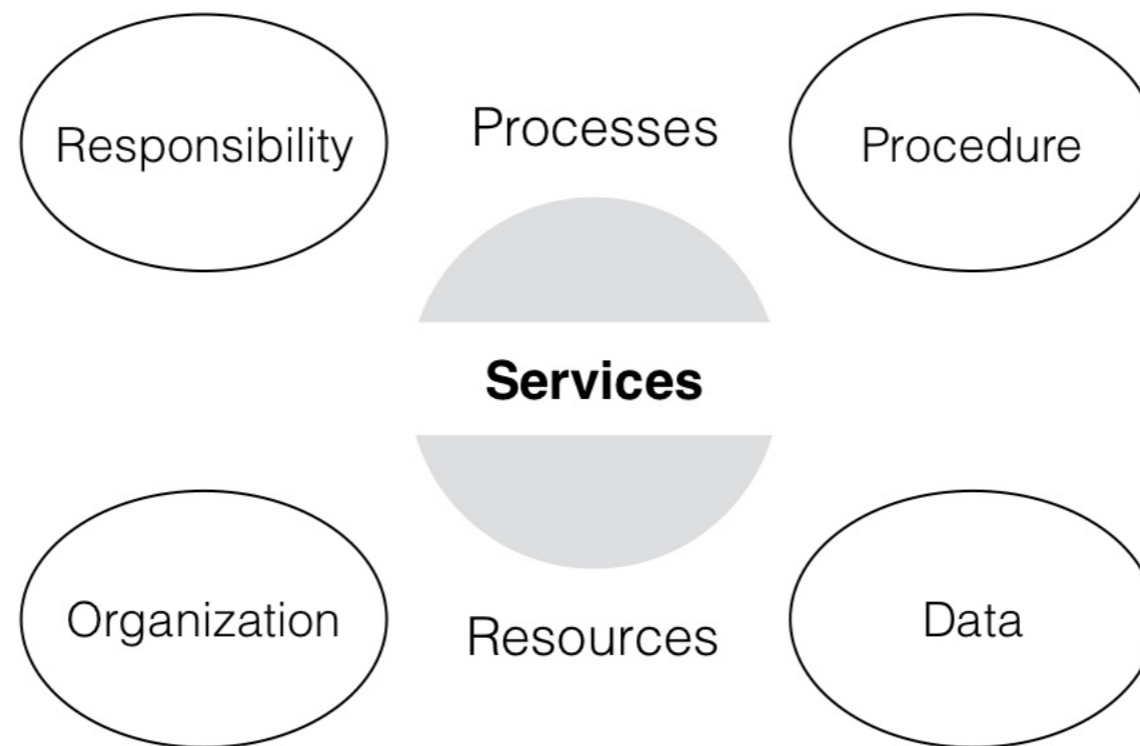 Responsibility
Processes
Procedure
Services
Organization
Resources
Data